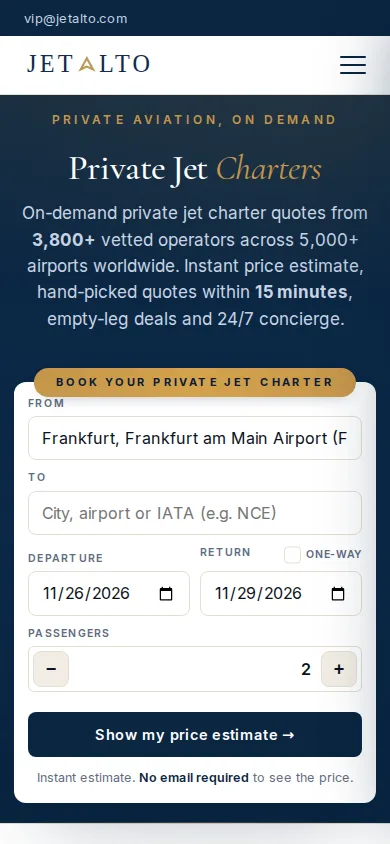 vip@jetalto.com
JETALTO
PRIVATE AVIATION, ON DEMAND
Private Jet Charters
On-demand private jet charter quotes from
3,800+ vetted operators across 5,000+
airports worldwide. Instant price estimate,
hand-picked quotes within 15 minutes,
empty-leg deals and 24/7 concierge.
BOOK YOUR PRIVATE JET CHARTER
FROM
Frankfurt, Frankfurt am Main Airport (F
TO
City, airport or IATA (e.g. NCE)
DEPARTURE
RETURN
ONE-WAY
11/26/2026
11/29/2026
PASSENGERS
− 2 +
Show my price estimate →
Instant estimate. No email required to see the price.